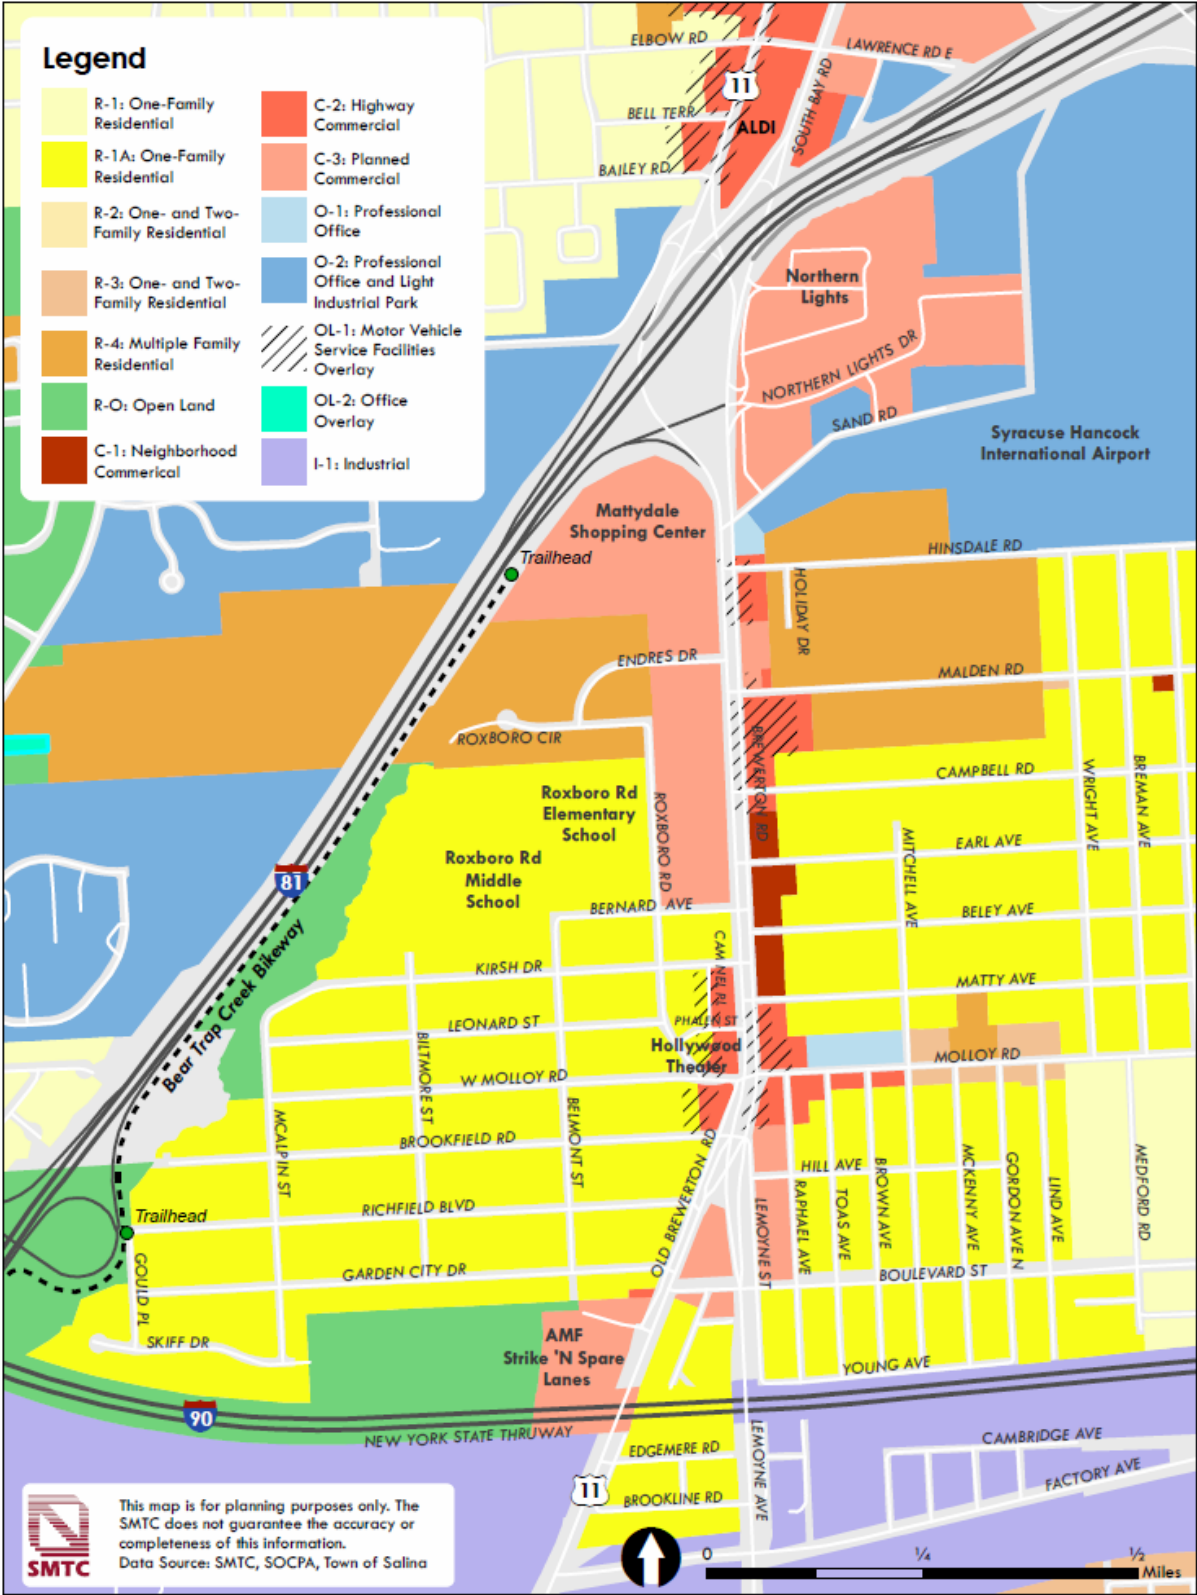 Legend
R-1: One-Family
Residential
R-1A: One-Family
Residential
R-2: One- and Two-
Family Residential
R-3: One- and Two-
Family Residential
R-4: Multiple Family
Residential
R-O: Open Land
C-1: Neighborhood
Commerical
C-2: Highway
Commercial
C-3: Planned
Commercial
O-1: Professional
Office
O-2: Professional
Office and Light
Industrial Park
OL-1: Motor Vehicle
Service Facilities
Overlay
OL-2: Office
Overlay
I-1: Industrial
ELBOW RD
LAWRENCE RD E
11
SOUTH BAY RD
BELL TERR
ALDI
BAILEY RD
Northern
Lights
NORTHERN LIGHTS DR
SAND RD
Syracuse Hancock
International Airport
Mattydale
Shopping Center
Trailhead
HINSDALE RD
HOLIDAY DR
ENDRES DR
MALDEN RD
ROXBORO CIR
BREWERTON RD
CAMPBELL RD
WRIGHT AVE
BREMAN AVE
Roxboro Rd
Elementary
School
ROXBORO RD
EARL AVE
MITCHELL AVE
Roxboro Rd
Middle
School
81
BERNARD AVE
BELEY AVE
Bear Trap Creek Bikeway
KIRSH DR
MATTY AVE
LEONARD ST
PHALEN ST
Hollywood
Theater
MOLLOY RD
BILTMORE ST
W MOLLOY RD
BELMONT ST
MCALPIN ST
BROOKFIELD RD
OLD BREWERTON RD
HILL AVE
RAPHAEL AVE
TOAS AVE
BROWN AVE
MCKENNY AVE
GORDON AVE N
LIND AVE
MEDFORD RD
LEMOYNE ST
Trailhead
RICHFIELD BLVD
GOULD PL
GARDEN CITY DR
BOULEVARD ST
SKIFF DR
AMF
Strike 'N Spare
Lanes
YOUNG AVE
90
NEW YORK STATE THRUWAY
EDGEMERE RD
LEMOYNE AVE
CAMBRIDGE AVE
FACTORY AVE
11
BROOKLINE RD
SMTC
This map is for planning purposes only. The
SMTC does not guarantee the accuracy or
completeness of this information.
Data Source: SMTC, SOCPA, Town of Salina
0 1/4 1/2
Miles